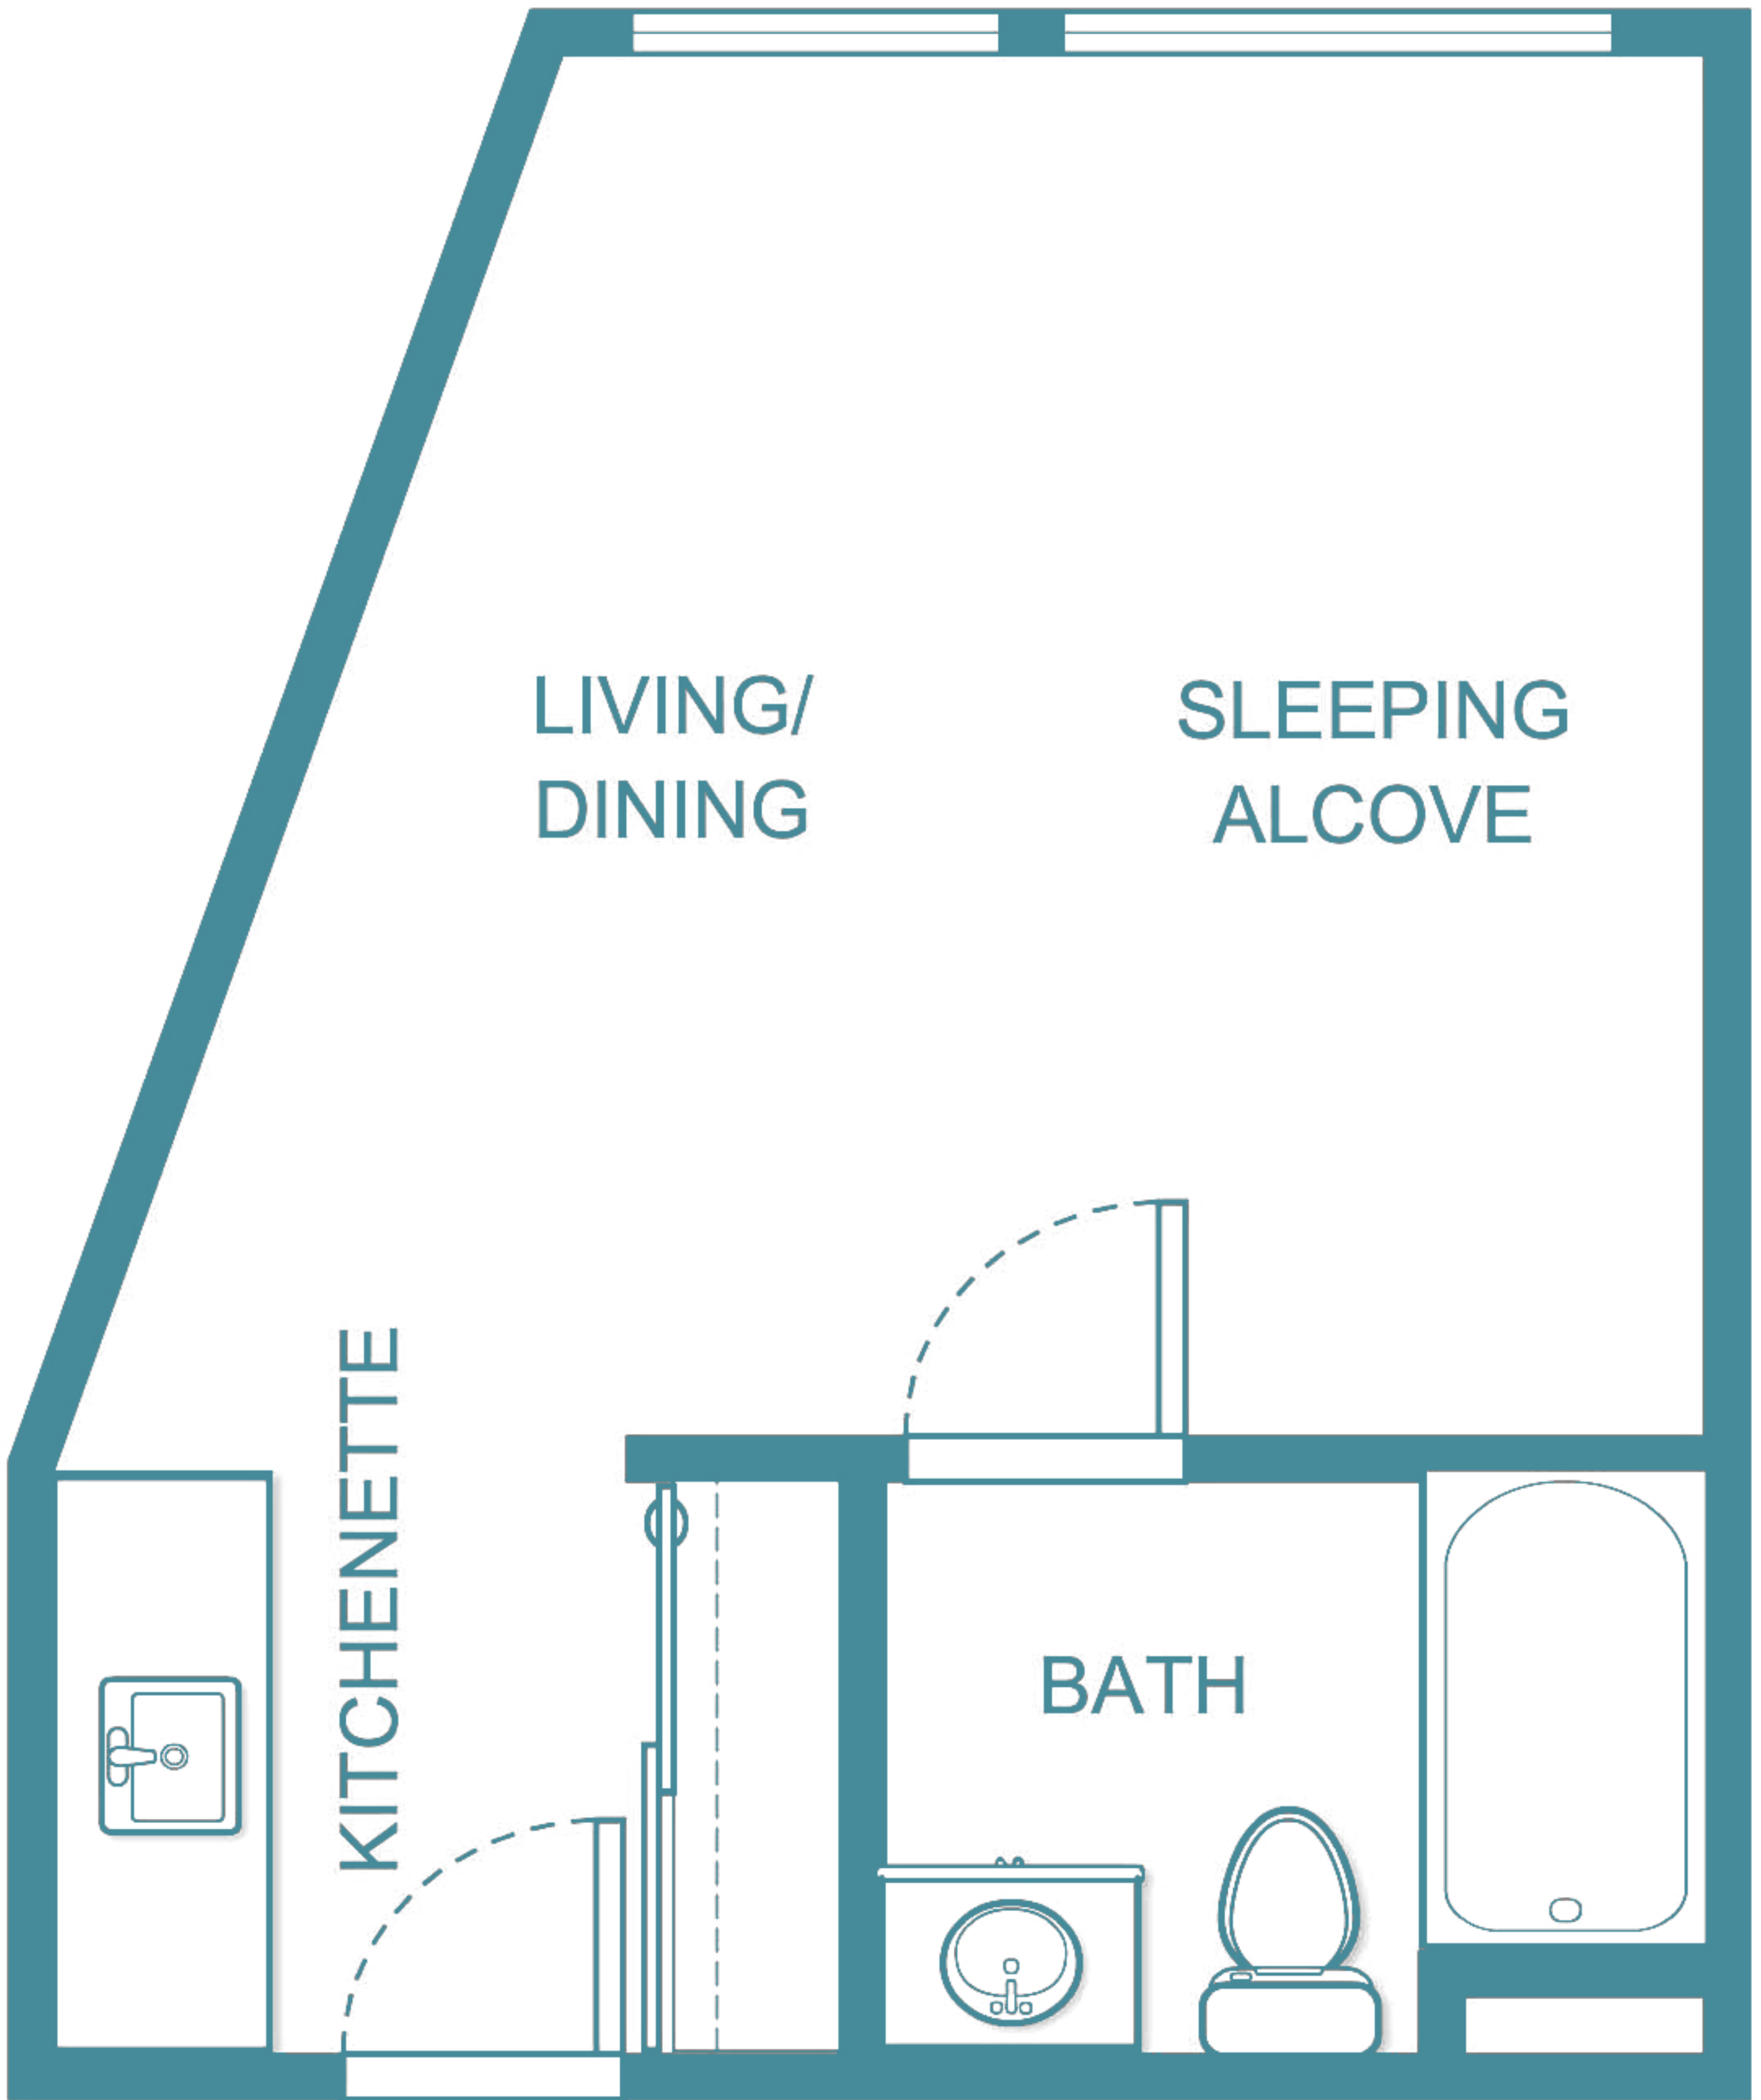 LIVING/
DINING
SLEEPING
ALCOVE
KITCHENETTE
BATH